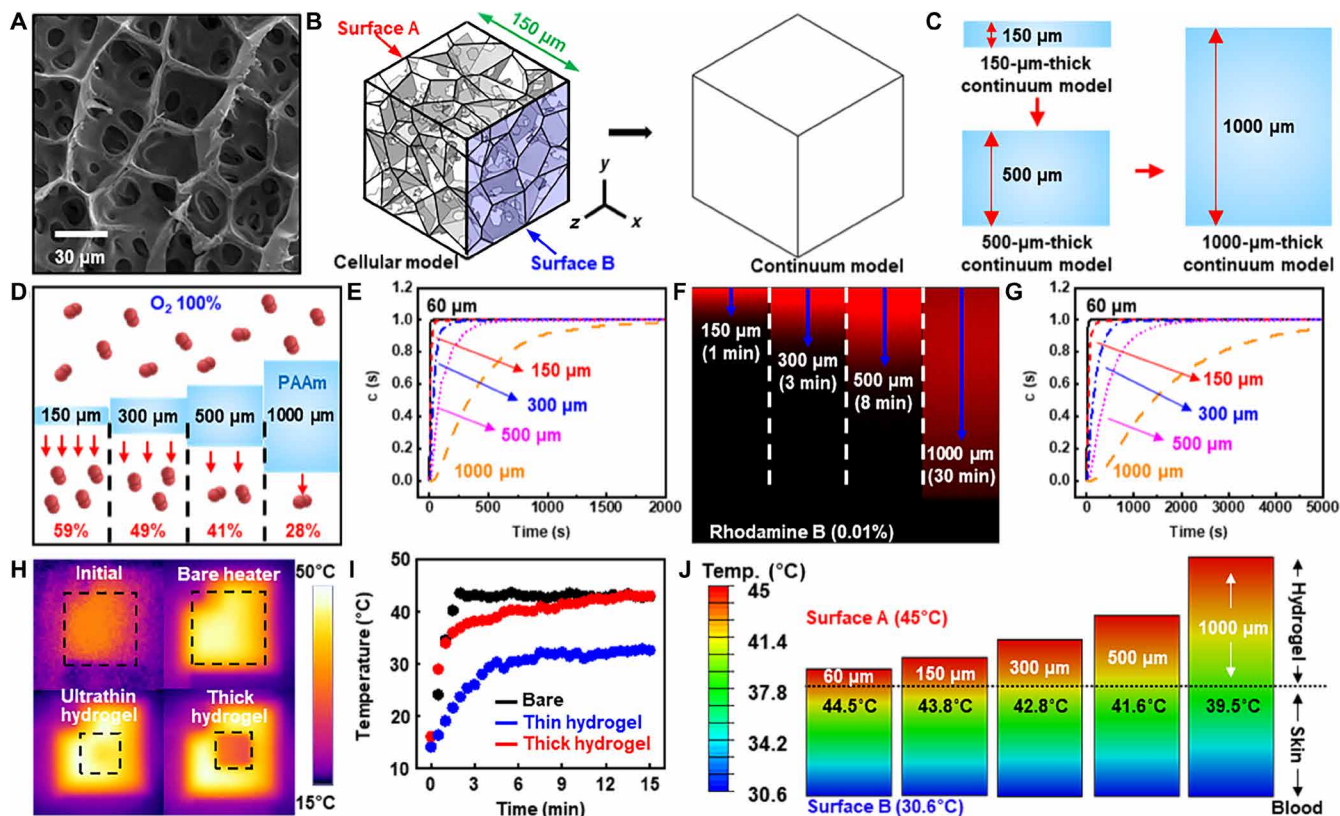 A
30 µm
B
Surface A
150 µm
y
z
x
Cellular model
Surface B
Continuum model
C
150 µm
150-µm-thick
continuum model
500 µm
500-µm-thick
continuum model
1000 µm
1000-µm-thick
continuum model
D
O₂ 100%
PAAm
150 µm
300 µm
500 µm
1000 µm
59%
49%
41%
28%
E
60 µm
1.2
1.0
0.8
0.6
0.4
0.2
0.0
c (s)
150 µm
300 µm
500 µm
1000 µm
0
500
1000
1500
2000
Time (s)
F
150 µm
(1 min)
300 µm
(3 min)
500 µm
(8 min)
1000 µm
(30 min)
Rhodamine B (0.01%)
G
60 µm
1.2
1.0
0.8
0.6
0.4
0.2
0.0
c (s)
150 µm
300 µm
500 µm
1000 µm
0
1000
2000
3000
4000
5000
Time (s)
H
Initial
Bare heater
Ultrathin
hydrogel
Thick
hydrogel
50°C
15°C
I
50
40
30
20
10
Temperature (°C)
Bare
Thin hydrogel
Thick hydrogel
0
3
6
9
12
15
Time (min)
J
Temp. (°C)
45
41.4
37.8
34.2
30.6
Surface A (45°C)
Surface B (30.6°C)
60 µm
150 µm
300 µm
500 µm
1000 µm
44.5°C
43.8°C
42.8°C
41.6°C
39.5°C
Hydrogel
Skin
Blood